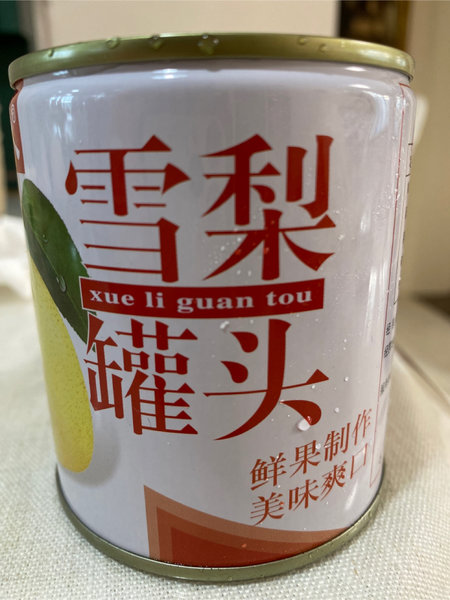 雪梨
xue li guan tou
罐头
鲜果制作
美味爽口